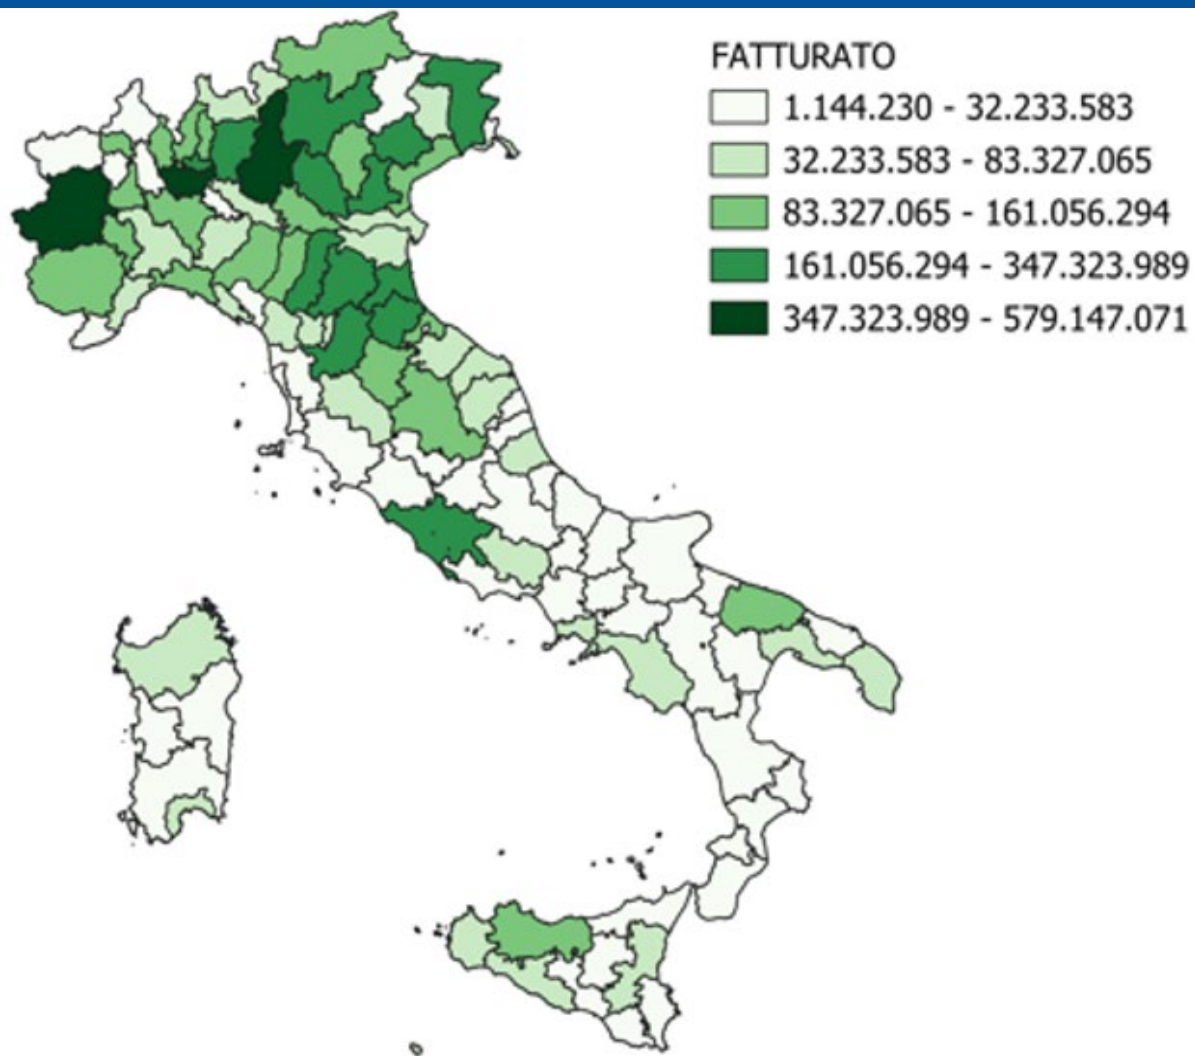 FATTURATO
1.144.230 - 32.233.583
32.233.583 - 83.327.065
83.327.065 - 161.056.294
161.056.294 - 347.323.989
347.323.989 - 579.147.071